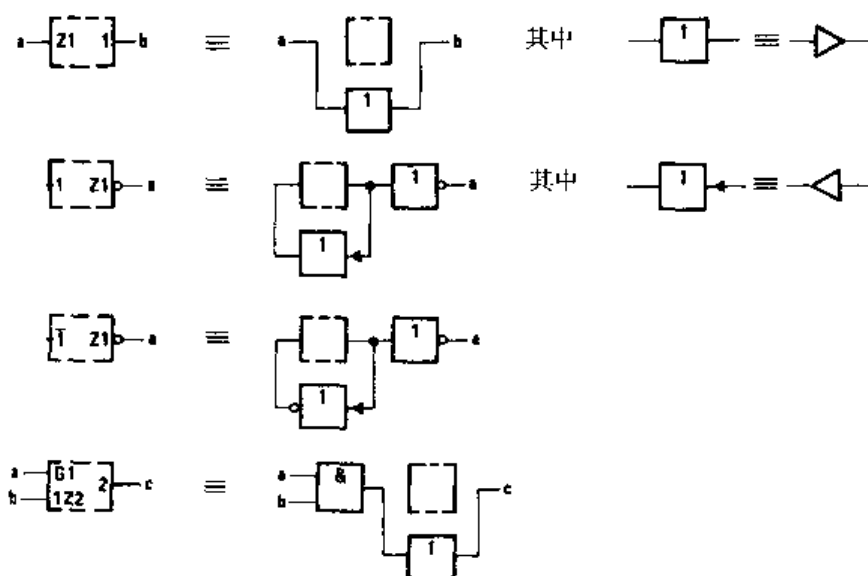 a Z1 1 b ≡ a 1 b 其中 1 ≡
1 Z1 a ≡ 1 a 其中 1 ≡
1
1̅ Z1 a ≡ 1 a
1
a G1 2 c ≡ a & c
b 1Z2 b
1